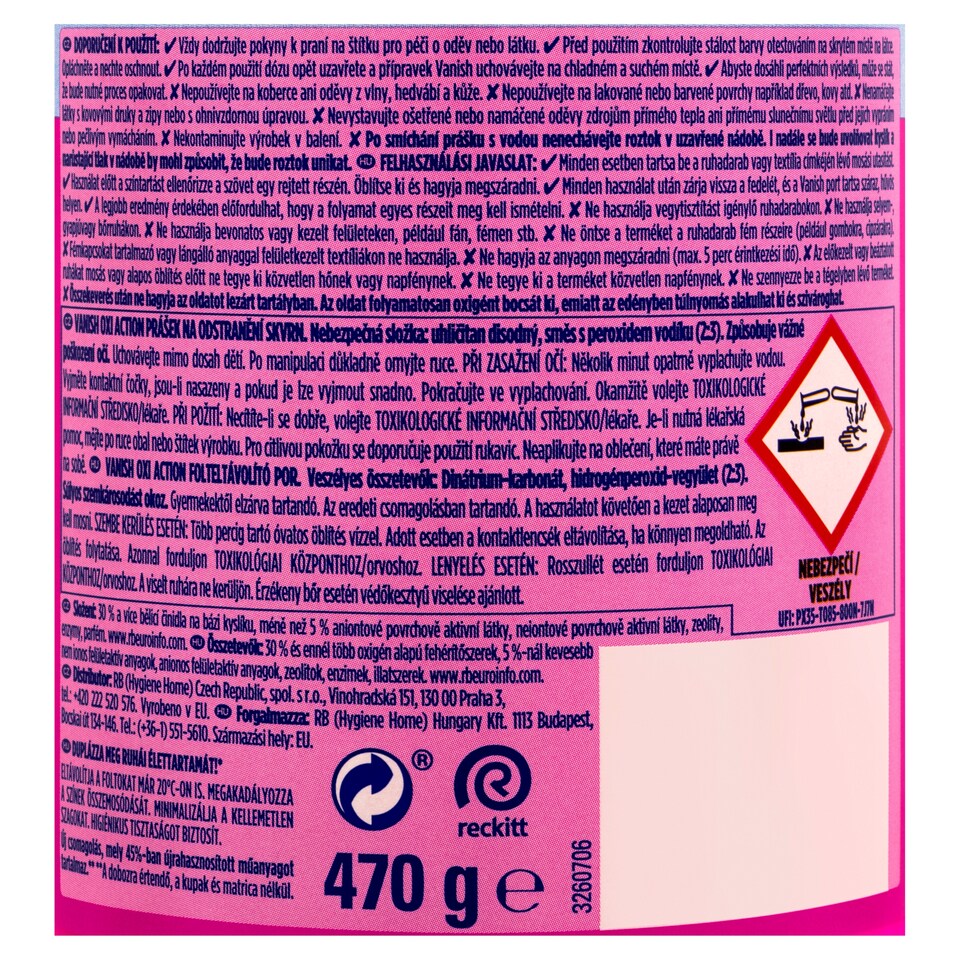 CZ DOPORUČENÍ K POUŽITÍ: ✓ Vždy dodržujte pokyny k praní na štítku pro péči o oděv nebo látku. ✓ Před použitím zkontrolujte stálost barvy otestováním na skrytém místě na látce.
Opláchněte a nechte oschnout. ✓ Po každém použití dózu opět uzavřete a přípravek Vanish uchovávejte na chladném a suchém místě. ✓ Abyste dosáhli perfektních výsledků, může se stát,
že bude nutné proces opakovat. ✗ Nepoužívejte na koberce ani oděvy z vlny, hedvábí a kůže. ✗ Nepoužívejte na lakované nebo barvené povrchy například dřevo, kovy atd. ✗ Nenamáčejte
látky s kovovými druky a zipy nebo s ohnivzdornou úpravou. ✗ Nevystavujte ošetřené nebo namáčené oděvy zdrojům přímého tepla ani přímému slunečnímu světlu před jejich vypráním
nebo pečlivým vymácháním. ✗ Nekontaminujte výrobek v balení. ✗ Po smíchání prášku s vodou nenechávejte roztok v uzavřené nádobě. I nadále se bude uvolňovat kyslík a
narůstající tlak v nádobě by mohl způsobit, že bude roztok unikat. HU FELHASZNÁLÁSI JAVASLAT: ✓ Minden esetben tartsa be a ruhadarab vagy textília címkéjén lévő mosási utasítást.
✓ Használat előtt a színtartást ellenőrizze a szövet egy rejtett részén. Öblítse ki és hagyja megszáradni. ✓ Minden használat után zárja vissza a fedelét, és a Vanish port tartsa száraz, hűvös
helyen. ✓ A legjobb eredmény érdekében előfordulhat, hogy a folyamat egyes részeit meg kell ismételni. ✗ Ne használja vegytisztítást igénylő ruhadarabokon. ✗ Ne használja selyem-,
gyapjúvagy bőrruhákon. ✗ Ne használja bevonatos vagy kezelt felületeken, például fán, fémen stb. ✗ Ne öntse a terméket a ruhadarab fém részeire (például gombokra, cipzárakra).
✗ Fémkapcsokat tartalmazó vagy lángálló anyaggal felületkezelt textíliákon ne használja. ✗ Ne hagyja az anyagon megszáradni (max. 5 perc érintkezési idő). ✗ Az előkezelt vagy beáztatott
ruhákat mosás vagy alapos öblítés előtt ne tegye ki közvetlen hőnek vagy napfénynek. ✗ Ne tegye ki a terméket közvetlen napfénynek. ✗ Ne szennyezze be a tégelyben lévő terméket.
✗ Összekeverés után ne hagyja az oldatot lezárt tartályban. Az oldat folyamatosan oxigént bocsát ki, emiatt az edényben túlnyomás alakulhat ki és szivároghat.
CZ VANISH OXI ACTION PRÁŠEK NA ODSTRANĚNÍ SKVRN. Nebezpečná složka: uhličitan disodný, směs s peroxidem vodíku (2:3). Způsobuje vážné
poškození očí. Uchovávejte mimo dosah dětí. Po manipulaci důkladně omyjte ruce. PŘI ZASAŽENÍ OČÍ: Několik minut opatrně vyplachujte vodou.
Vyjměte kontaktní čočky, jsou-li nasazeny a pokud je lze vyjmout snadno. Pokračujte ve vyplachování. Okamžitě volejte TOXIKOLOGICKÉ
INFORMAČNÍ STŘEDISKO/lékaře. PŘI POŽITÍ: Necítíte-li se dobře, volejte TOXIKOLOGICKÉ INFORMAČNÍ STŘEDISKO/lékaře. Je-li nutná lékařská
pomoc, mějte po ruce obal nebo štítek výrobku. Pro citlivou pokožku se doporučuje použití rukavic. Neaplikujte na oblečení, které máte právě
na sobě. HU VANISH OXI ACTION FOLTELTÁVOLÍTÓ POR. Veszélyes összetevők: Dinátrium-karbonát, hidrogénperoxid-vegyület (2:3).
Súlyos szemkárosodást okoz. Gyermekektől elzárva tartandó. Az eredeti csomagolásban tartandó. A használatot követően a kezet alaposan meg
kell mosni. SZEMBE KERÜLÉS ESETÉN: Több percig tartó óvatos öblítés vízzel. Adott esetben a kontaktlencsék eltávolítása, ha könnyen megoldható. Az
öblítés folytatása. Azonnal forduljon TOXIKOLÓGIAI KÖZPONTHOZ/orvoshoz. LENYELÉS ESETÉN: Rosszullét esetén forduljon TOXIKOLÓGIAI
KÖZPONTHOZ/orvoshoz. A viselt ruhára ne kerüljön. Érzékeny bőr esetén védőkesztyű viselése ajánlott.
NEBEZPEČÍ/
VESZÉLY
UFI: PX35-T085-800N-7JTN
CZ Složení: 30 % a více bělicí činidla na bázi kyslíku, méně než 5 % aniontové povrchově aktivní látky, neiontové povrchově aktivní látky, zeolity,
enzymy, parfém. www.rbeuroinfo.com. HU Összetevők: 30 % és ennél több oxigén alapú fehérítőszerek, 5 %-nál kevesebb
nem ionos felületaktív anyagok, anionos felületaktív anyagok, zeolitok, enzimek, illatszerek. www.rbeuroinfo.com.
CZ Distributor: RB (Hygiene Home) Czech Republic, spol. s r.o., Vinohradská 151, 130 00 Praha 3,
tel.: +420 222 520 576. Vyrobeno v EU. HU Forgalmazza: RB (Hygiene Home) Hungary Kft. 1113 Budapest,
Bocskai út 134-146. Tel.: (+36-1) 551-5610. Származási hely: EU.
HU DUPLÁZZA MEG RUHÁI ÉLETTARTAMÁT!*
ELTÁVOLÍTJA A FOLTOKAT MÁR 20°C-ON IS. MEGAKADÁLYOZZA
A SZÍNEK ÖSSZEMOSÓDÁSÁT. MINIMALIZÁLJA A KELLEMETLEN
SZAGOKAT. HIGIÉNIKUS TISZTASÁGOT BIZTOSÍT.
Új csomagolás, mely 45%-ban újrahasznosított műanyagot
tartalmaz.** **A dobozra értendő, a kupak és matrica nélkül.
®
reckitt
470 g e
3260706